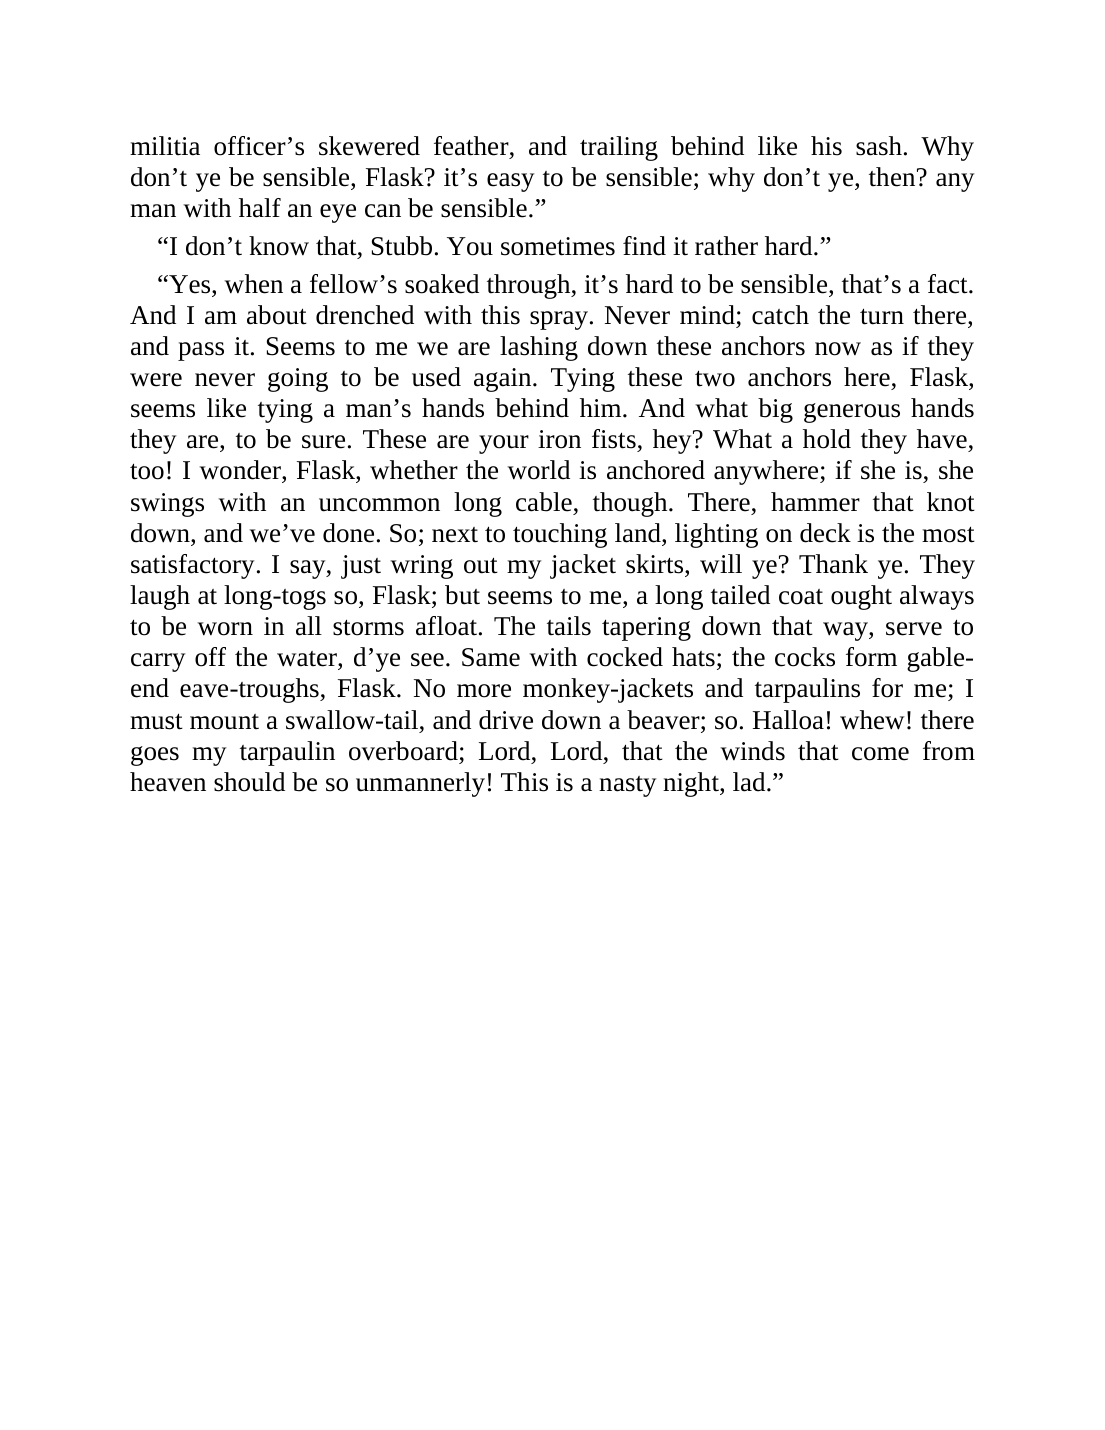 militia officer’s skewered feather, and trailing behind like his sash. Why
don’t ye be sensible, Flask? it’s easy to be sensible; why don’t ye, then? any
man with half an eye can be sensible.”
“I don’t know that, Stubb. You sometimes find it rather hard.”
“Yes, when a fellow’s soaked through, it’s hard to be sensible, that’s a fact.
And I am about drenched with this spray. Never mind; catch the turn there,
and pass it. Seems to me we are lashing down these anchors now as if they
were never going to be used again. Tying these two anchors here, Flask,
seems like tying a man’s hands behind him. And what big generous hands
they are, to be sure. These are your iron fists, hey? What a hold they have,
too! I wonder, Flask, whether the world is anchored anywhere; if she is, she
swings with an uncommon long cable, though. There, hammer that knot
down, and we’ve done. So; next to touching land, lighting on deck is the most
satisfactory. I say, just wring out my jacket skirts, will ye? Thank ye. They
laugh at long-togs so, Flask; but seems to me, a long tailed coat ought always
to be worn in all storms afloat. The tails tapering down that way, serve to
carry off the water, d’ye see. Same with cocked hats; the cocks form gable-
end eave-troughs, Flask. No more monkey-jackets and tarpaulins for me; I
must mount a swallow-tail, and drive down a beaver; so. Halloa! whew! there
goes my tarpaulin overboard; Lord, Lord, that the winds that come from
heaven should be so unmannerly! This is a nasty night, lad.”